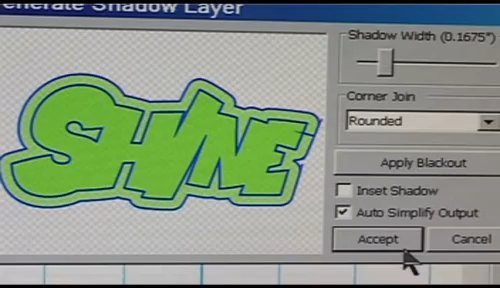 enerate Shadow Layer
Shadow Width (0.1675")
Corner Join
Rounded
Apply Blackout
Inset Shadow
Auto Simplify Output
Accept
Cancel
SHINE